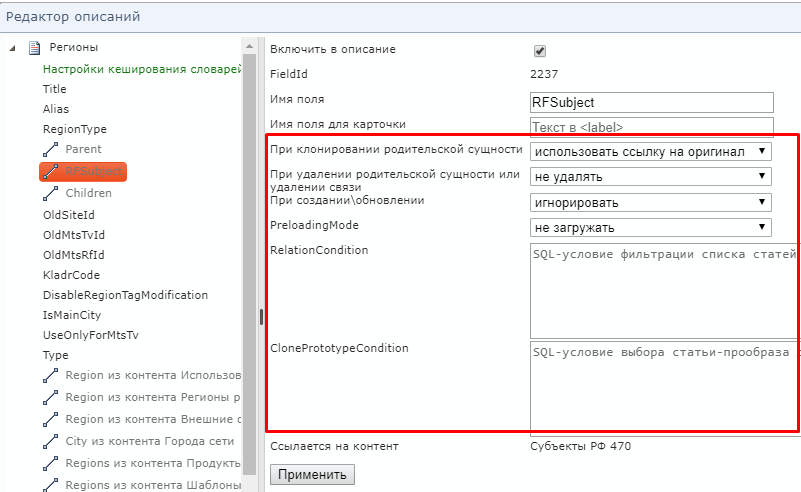 Редактор описаний
Регионы
Настройки кеширования словарей
Title
Alias
RegionType
Parent
RFSubject
Children
OldSiteId
OldMtsTvId
OldMtsRfId
KladrCode
DisableRegionTagModification
IsMainCity
UseOnlyForMtsTv
Type
Region из контента Использов
Region из контента Регионы р
Region из контента Внешние с
City из контента Города сети
Regions из контента Продукты
Regions из контента Шаблоны
Включить в описание
FieldId 2237
Имя поля RFSubject
Имя поля для карточки Текст в <label>
При клонировании родительской сущности использовать ссылку на оригинал
При удалении родительской сущности или
удалении связи не удалять
При создании\обновлении игнорировать
PreloadingMode не загружать
RelationCondition SQL-условие фильтрации списка статей
ClonePrototypeCondition SQL-условие выбора статьи-прообраза
Ссылается на контент Субъекты РФ 470
Применить